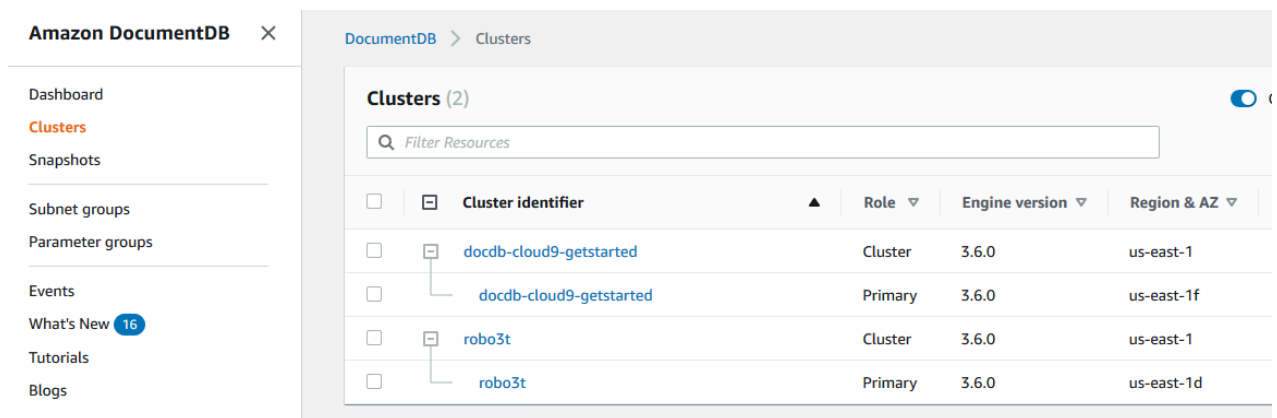 Amazon DocumentDB
Dashboard
Clusters
Snapshots
Subnet groups
Parameter groups
Events
What's New 16
Tutorials
Blogs
DocumentDB > Clusters
Clusters (2)
Filter Resources
Cluster identifier Role Engine version Region & AZ
docdb-cloud9-getstarted Cluster 3.6.0 us-east-1
docdb-cloud9-getstarted Primary 3.6.0 us-east-1f
robo3t Cluster 3.6.0 us-east-1
robo3t Primary 3.6.0 us-east-1d